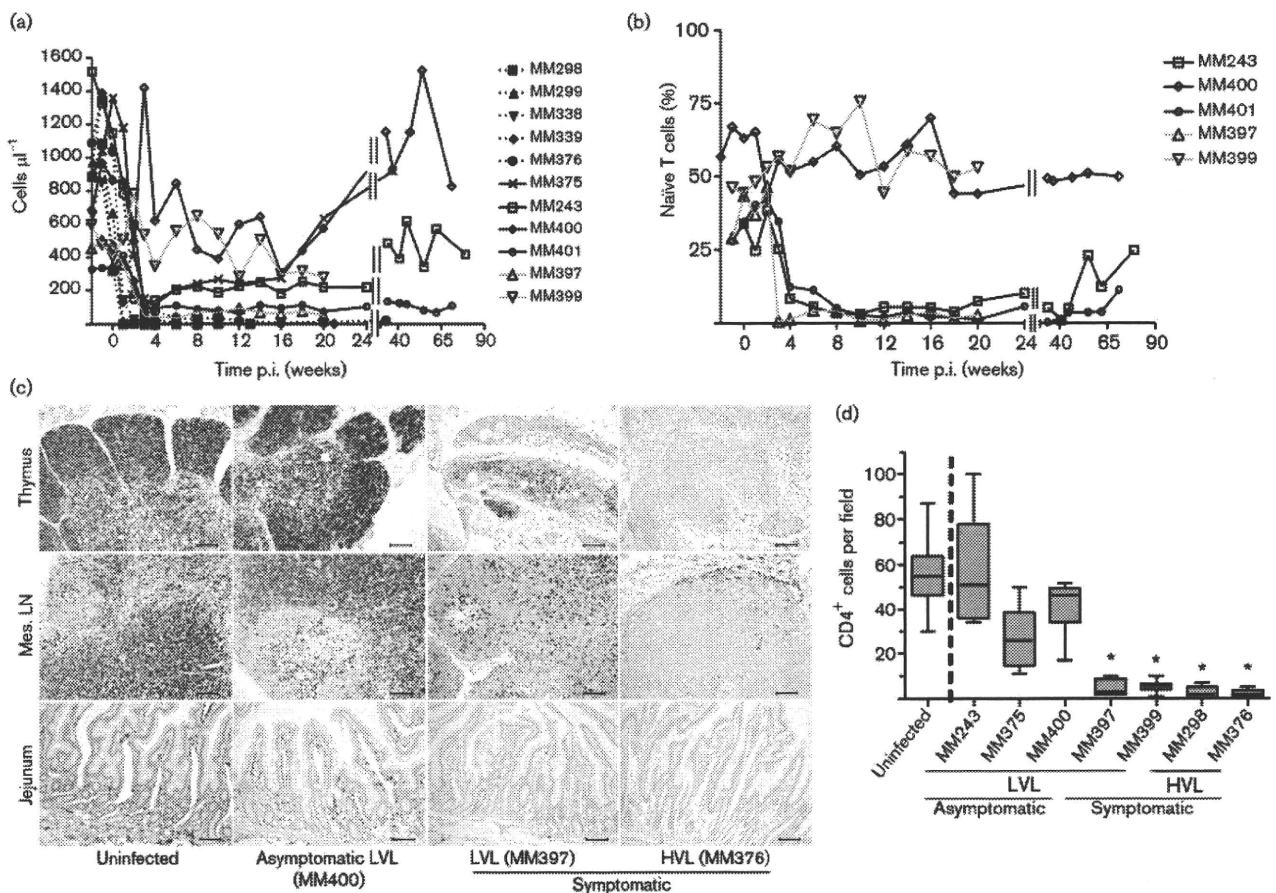 (a)
Cells µl⁻¹
1600
1400
1200
1000
800
600
400
200
0 4 8 12 16 20 24 40 65 90
Time p.i. (weeks)
MM298
MM299
MM338
MM339
MM376
MM375
MM243
MM400
MM401
MM397
MM399
(b)
Naïve T cells (%)
100
75
50
25
0 4 8 12 16 20 24 40 65 90
Time p.i. (weeks)
MM243
MM400
MM401
MM397
MM399
(c)
Thymus
Mes. LN
Jejunum
Uninfected
Asymptomatic LVL
(MM400)
LVL (MM397)
HVL (MM376)
Symptomatic
(d)
CD4⁺ cells per field
100
80
60
40
20
* * * *
Uninfected
MM243
MM375
MM400
MM397
MM399
MM298
MM376
LVL
HVL
Asymptomatic
Symptomatic